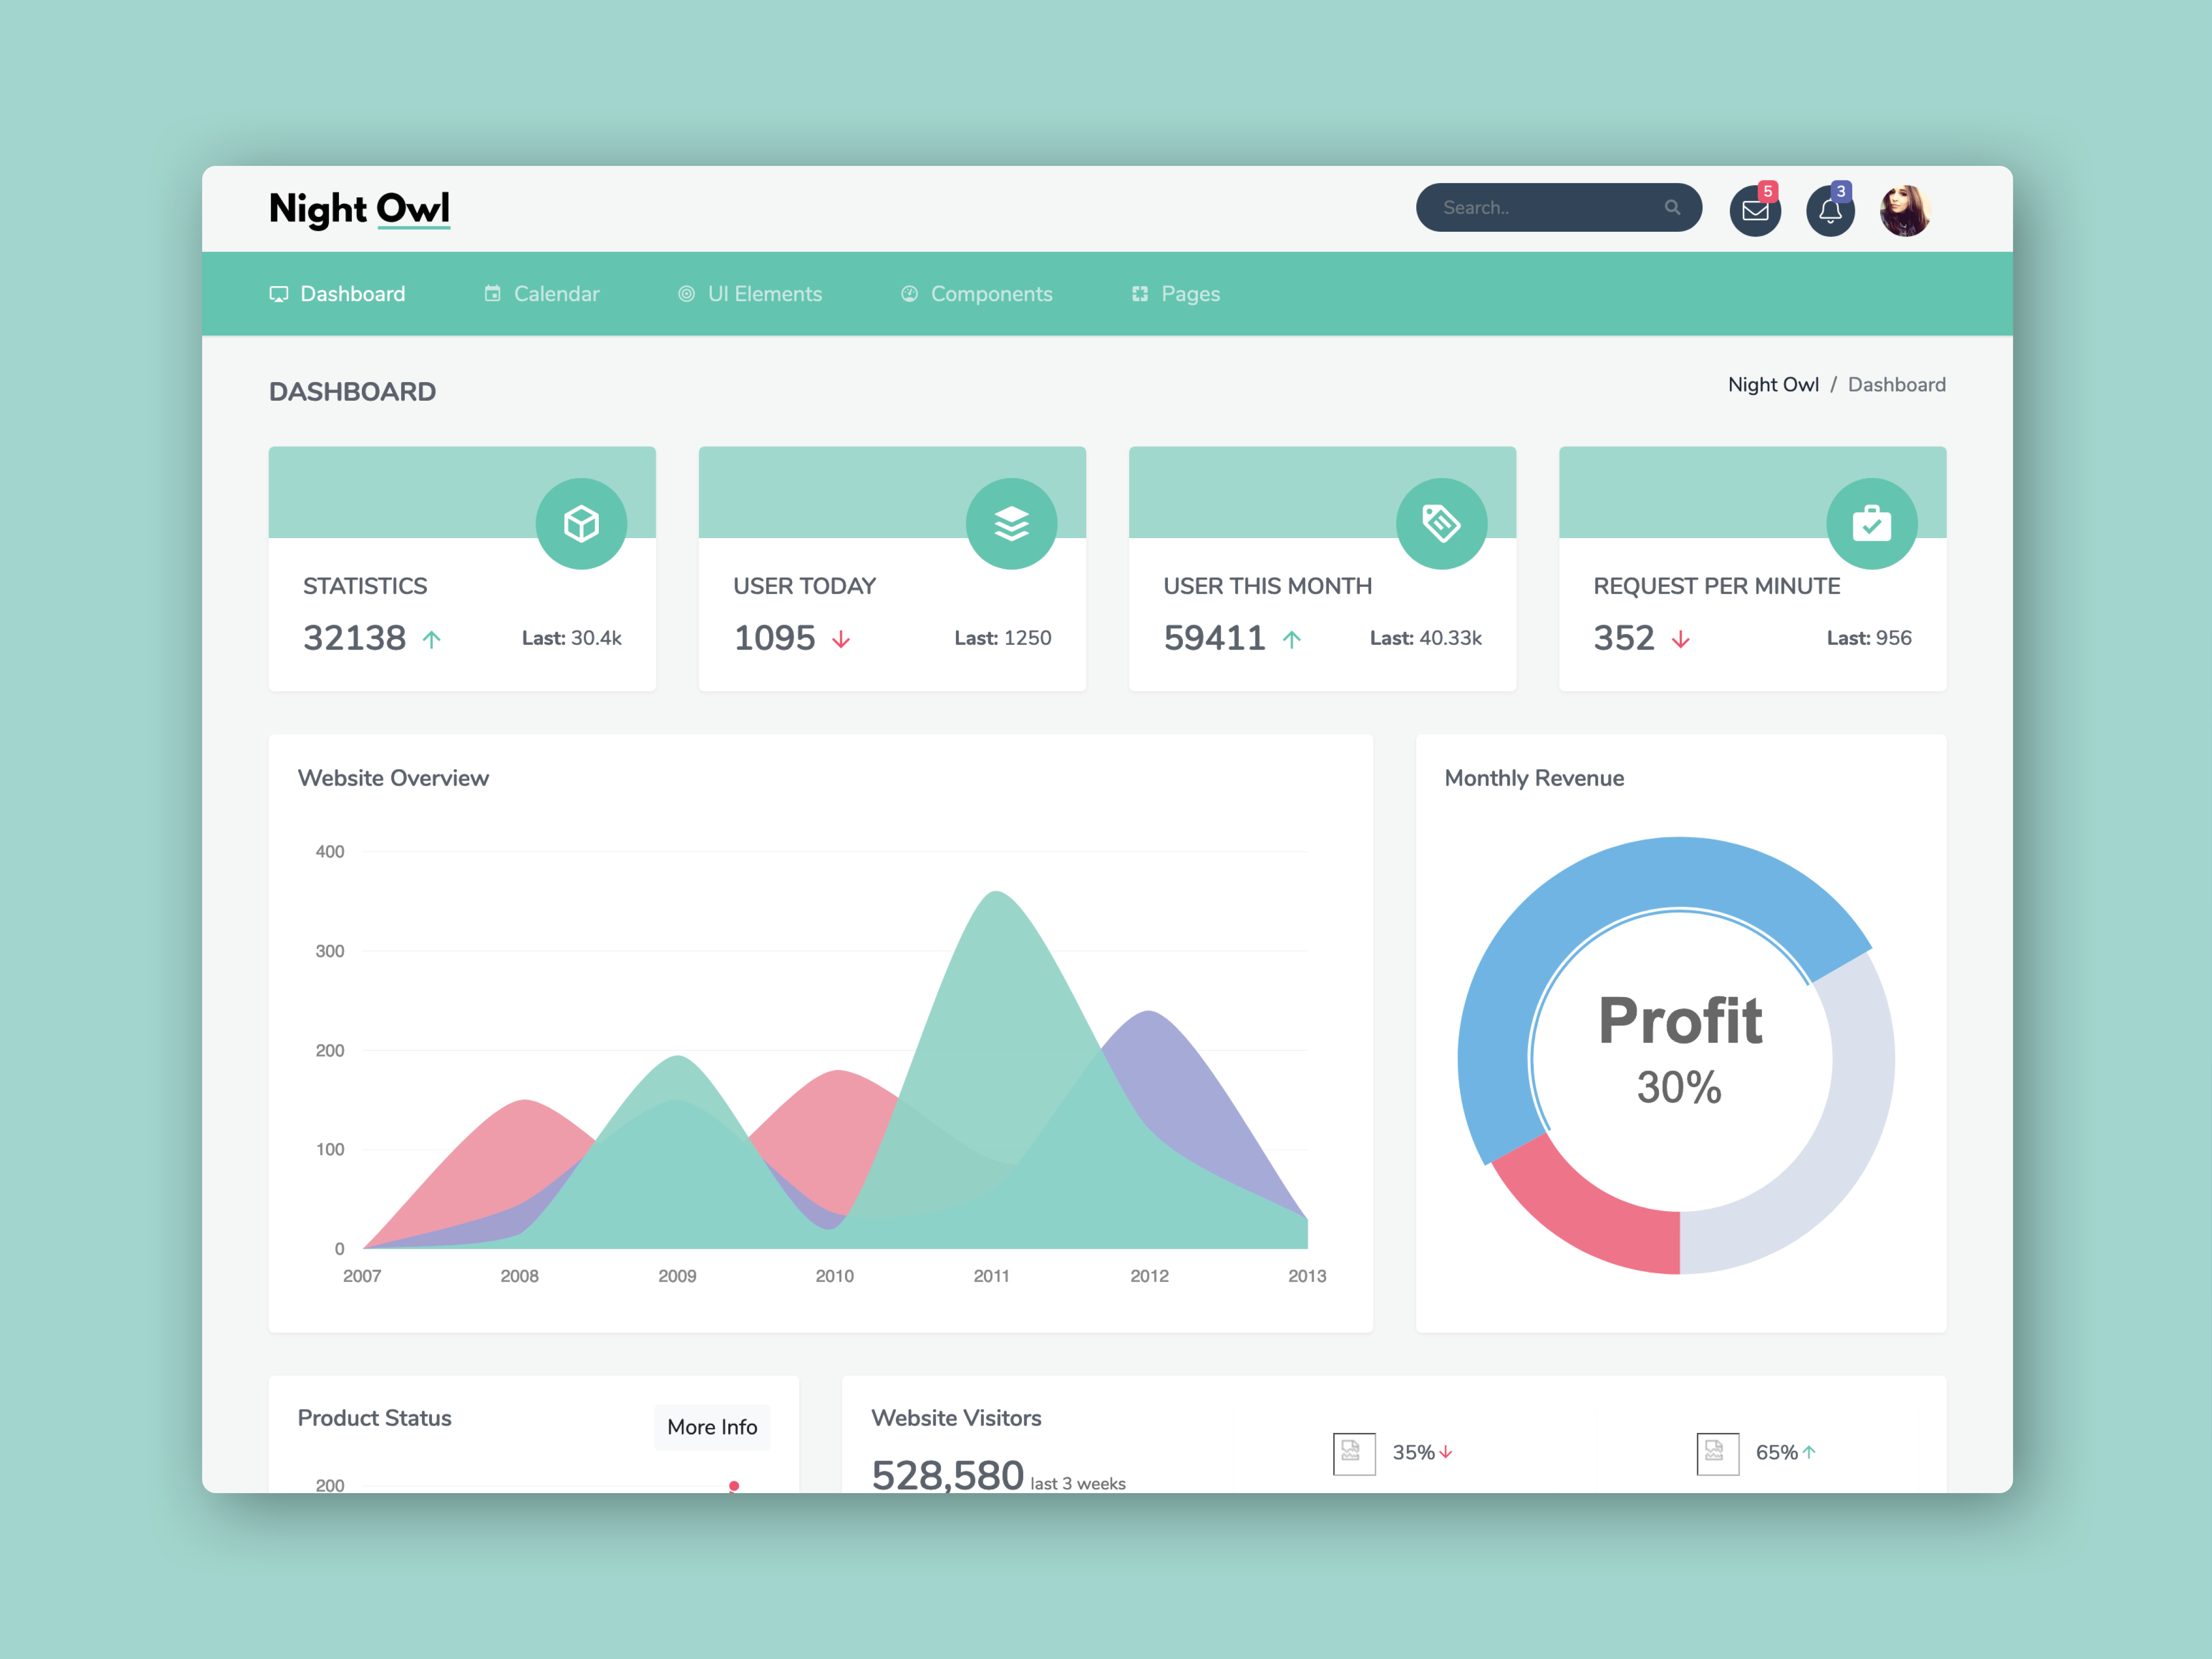 Night Owl
Search..
5
3
Dashboard
Calendar
UI Elements
Components
Pages
DASHBOARD
Night Owl / Dashboard
STATISTICS
32138
Last: 30.4k
USER TODAY
1095
Last: 1250
USER THIS MONTH
59411
Last: 40.33k
REQUEST PER MINUTE
352
Last: 956
Website Overview
400
300
200
100
0
2007
2008
2009
2010
2011
2012
2013
Monthly Revenue
Profit
30%
Product Status
More Info
200
Website Visitors
528,580 last 3 weeks
35%
65%